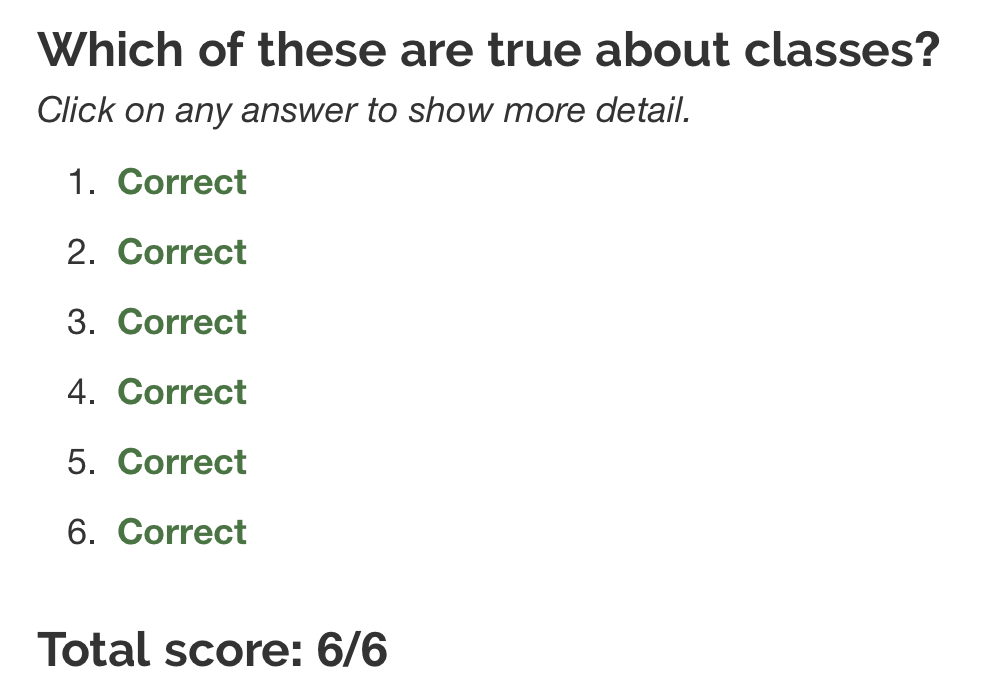 Which of these are true about classes?
Click on any answer to show more detail.
1. Correct
2. Correct
3. Correct
4. Correct
5. Correct
6. Correct
Total score: 6/6